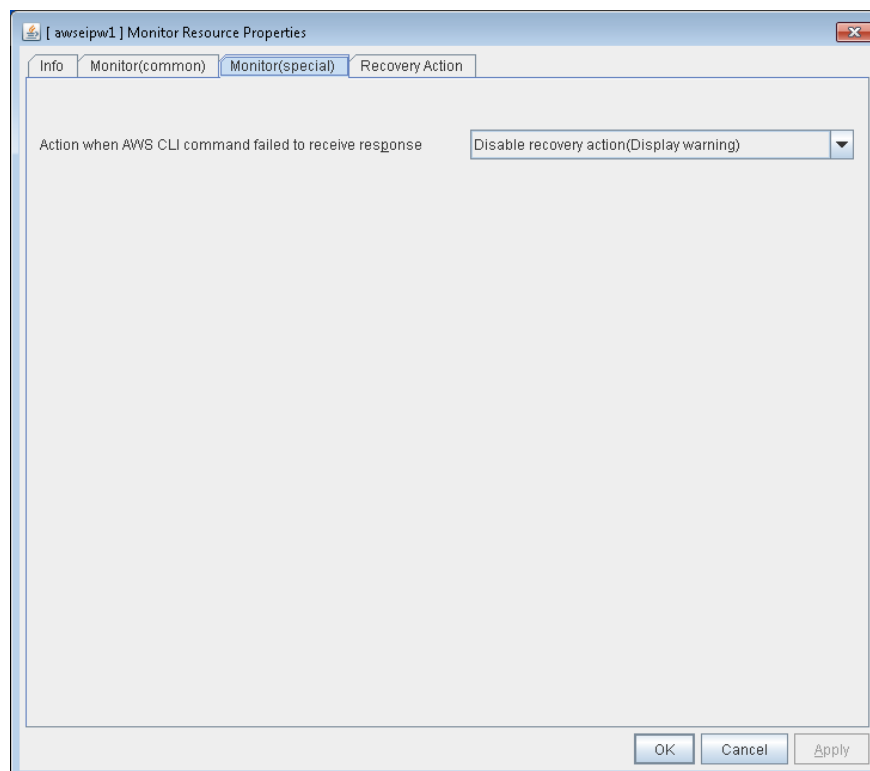 [ awseipw1 ] Monitor Resource Properties
Info Monitor(common) Monitor(special) Recovery Action
Action when AWS CLI command failed to receive response Disable recovery action(Display warning)
OK Cancel Apply